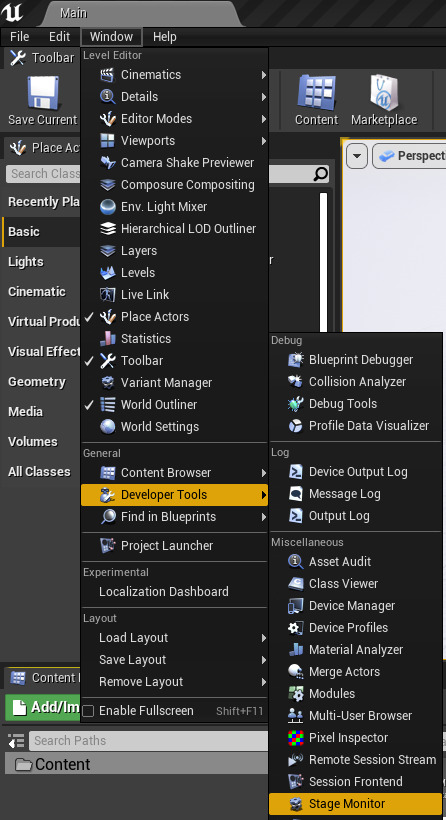 Main
File Edit Window Help
Toolbar
Save Current
Content Marketplace
Place Act
Search Class
Perspecti
Recently Pla
Basic
Lights
Cinematic
Virtual Produ
Visual Effect
Geometry
Media
Volumes
All Classes
Level Editor
Cinematics
Details
Editor Modes
Viewports
Camera Shake Previewer
Composure Compositing
Env. Light Mixer
Hierarchical LOD Outliner
Layers
Levels
Live Link
Place Actors
Statistics
Toolbar
Variant Manager
World Outliner
World Settings
General
Content Browser
Developer Tools
Find in Blueprints
Project Launcher
Experimental
Localization Dashboard
Layout
Load Layout
Save Layout
Remove Layout
Enable Fullscreen Shift+F11
Debug
Blueprint Debugger
Collision Analyzer
Debug Tools
Profile Data Visualizer
Log
Device Output Log
Message Log
Output Log
Miscellaneous
Asset Audit
Class Viewer
Device Manager
Device Profiles
Material Analyzer
Merge Actors
Modules
Multi-User Browser
Pixel Inspector
Remote Session Stream
Session Frontend
Stage Monitor
Content
Add/Im
Search Paths
Content